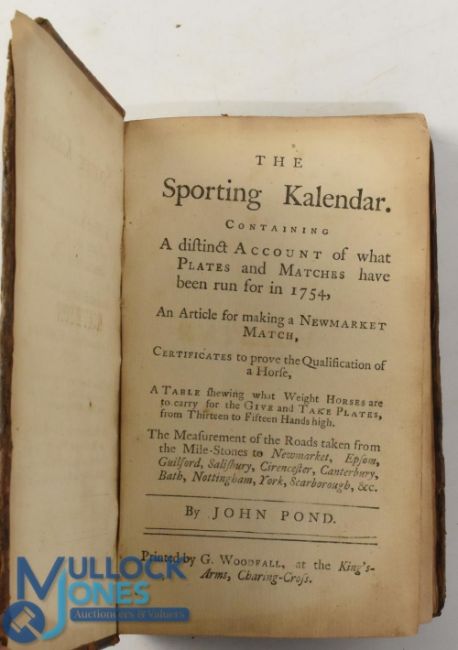 THE
Sporting Kalendar.
CONTAINING
A diſtinct ACCOUNT of what
PLATES and MATCHES have
been run for in 1754,
An Article for making a NEWMARKET
MATCH,
CERTIFICATES to prove the Qualification of
a Horſe,
A TABLE ſhewing what Weight HORSES are
to carry for the GIVE and TAKE PLATES,
from Thirteen to Fifteen Hands high.
The Meaſurement of the Roads taken from
the Mile-Stones to Newmarket, Epſom,
Guilford, Saliſbury, Cirenceſter, Canterbury,
Bath, Nottingham, York, Scarborough, &c.
By JOHN POND.
Printed by G. WOODFALL, at the King's-
Arms, Charing-Croſs.
MULLOCK
JONES
Auctioneers & Valuers